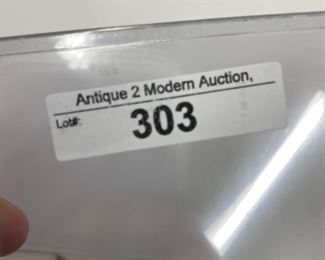 Antique 2 Modern Auction,
Lot#: 303